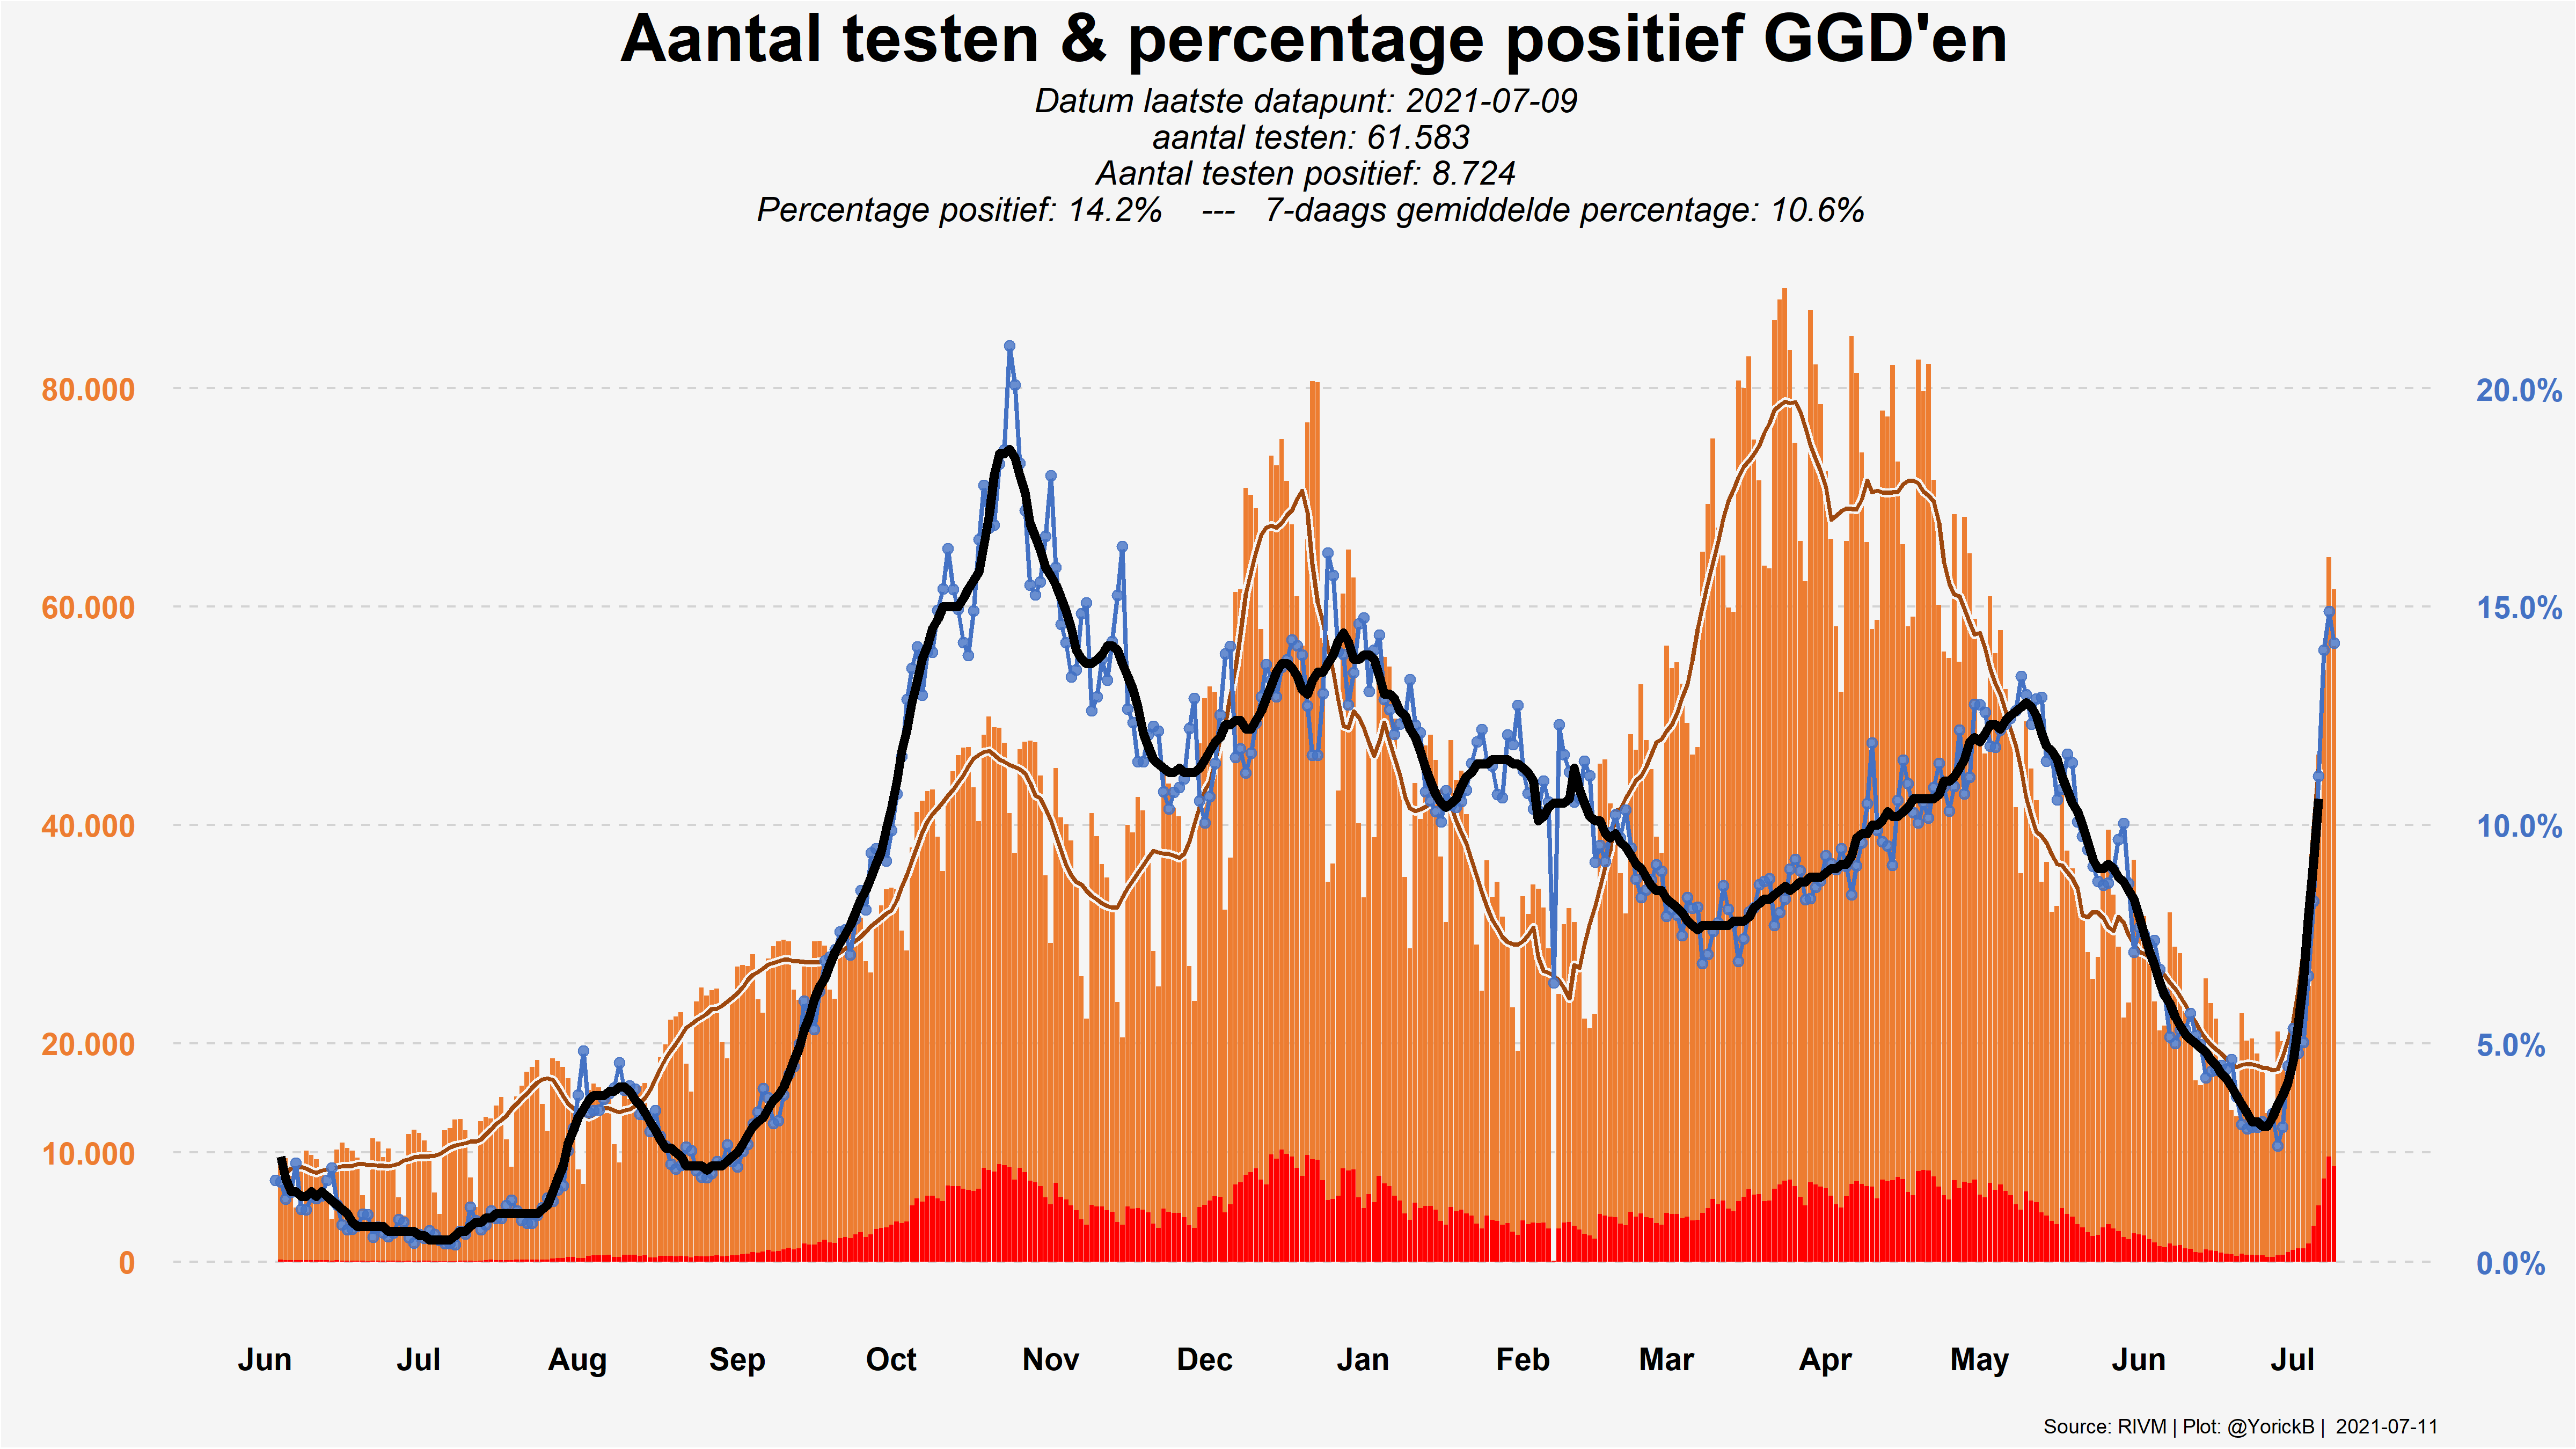 Aantal testen & percentage positief GGD'en
Datum laatste datapunt: 2021-07-09
aantal testen: 61.583
Aantal testen positief: 8.724
Percentage positief: 14.2% --- 7-daags gemiddelde percentage: 10.6%
80.000 20.0%
60.000 15.0%
40.000 10.0%
20.000 5.0%
10.000
0 0.0%
Jun Jul Aug Sep Oct Nov Dec Jan Feb Mar Apr May Jun Jul
Source: RIVM | Plot: @YorickB | 2021-07-11